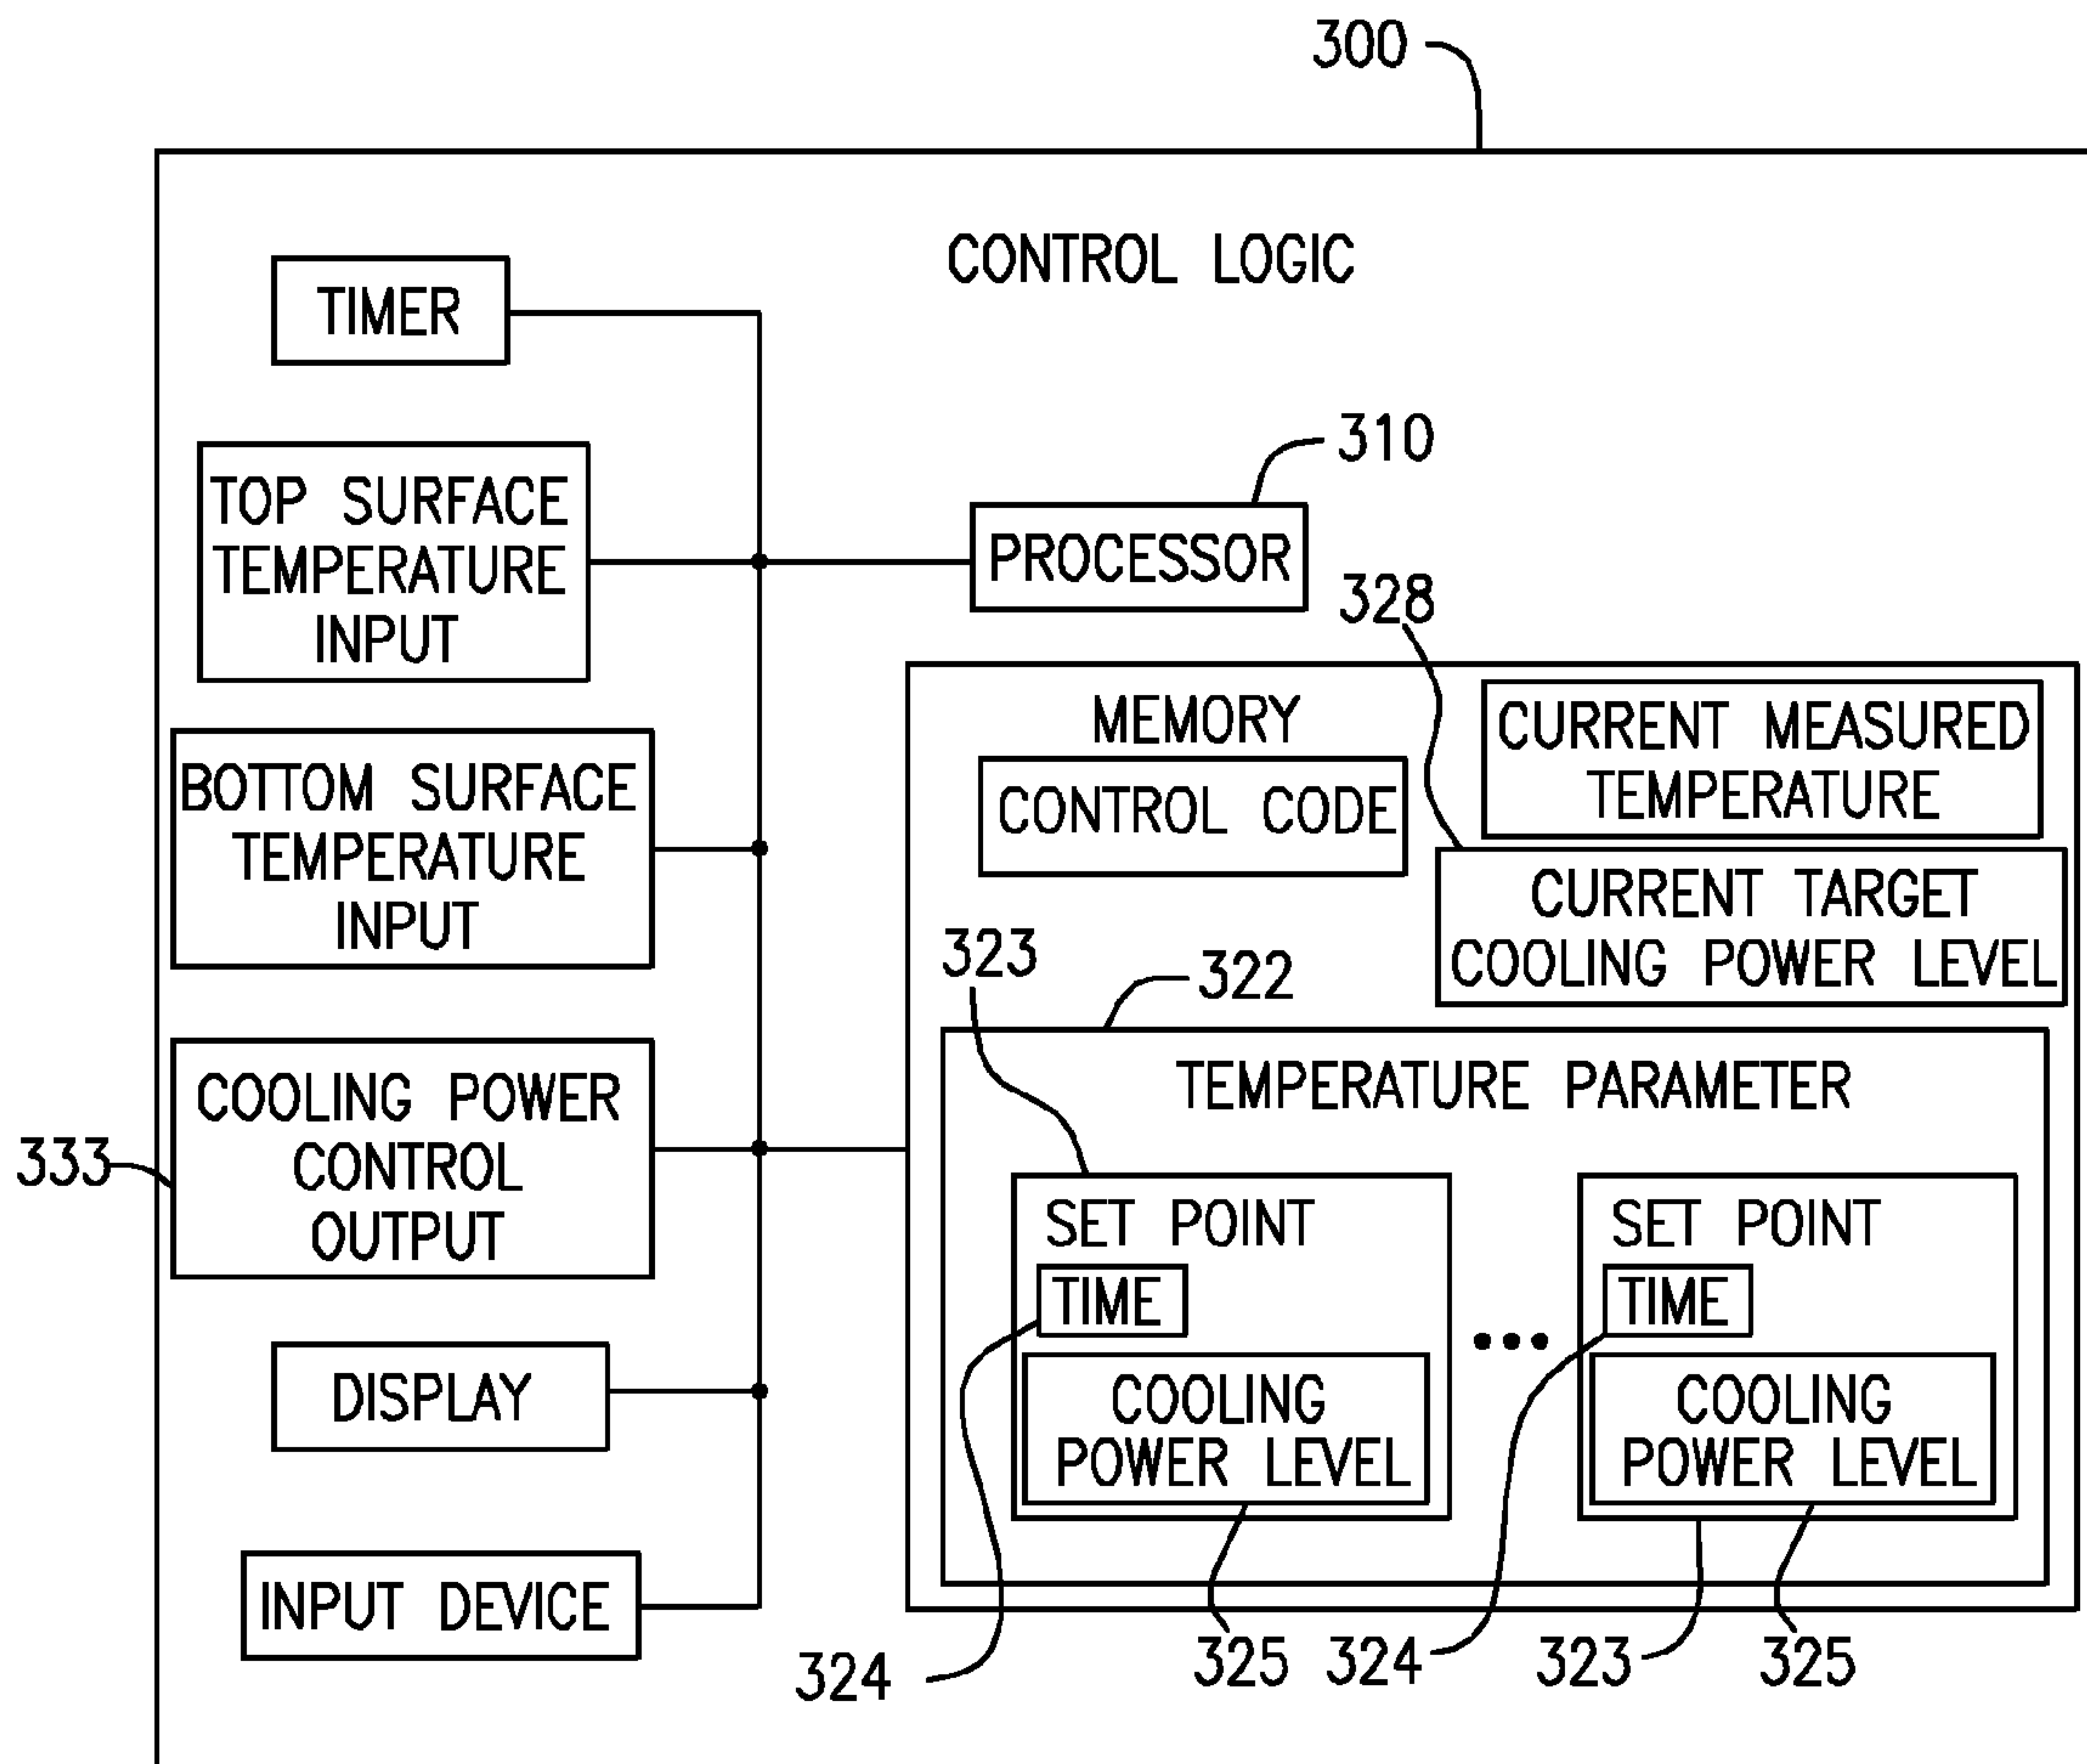 300
CONTROL LOGIC
TIMER
310
TOP SURFACE
TEMPERATURE
INPUT
PROCESSOR
328
MEMORY
CURRENT MEASURED
TEMPERATURE
CONTROL CODE
BOTTOM SURFACE
TEMPERATURE
INPUT
CURRENT TARGET
COOLING POWER LEVEL
323
322
TEMPERATURE PARAMETER
COOLING POWER
CONTROL
OUTPUT
333
SET POINT
TIME
COOLING
POWER LEVEL
SET POINT
TIME
COOLING
POWER LEVEL
DISPLAY
INPUT DEVICE
324
325
324
323
325